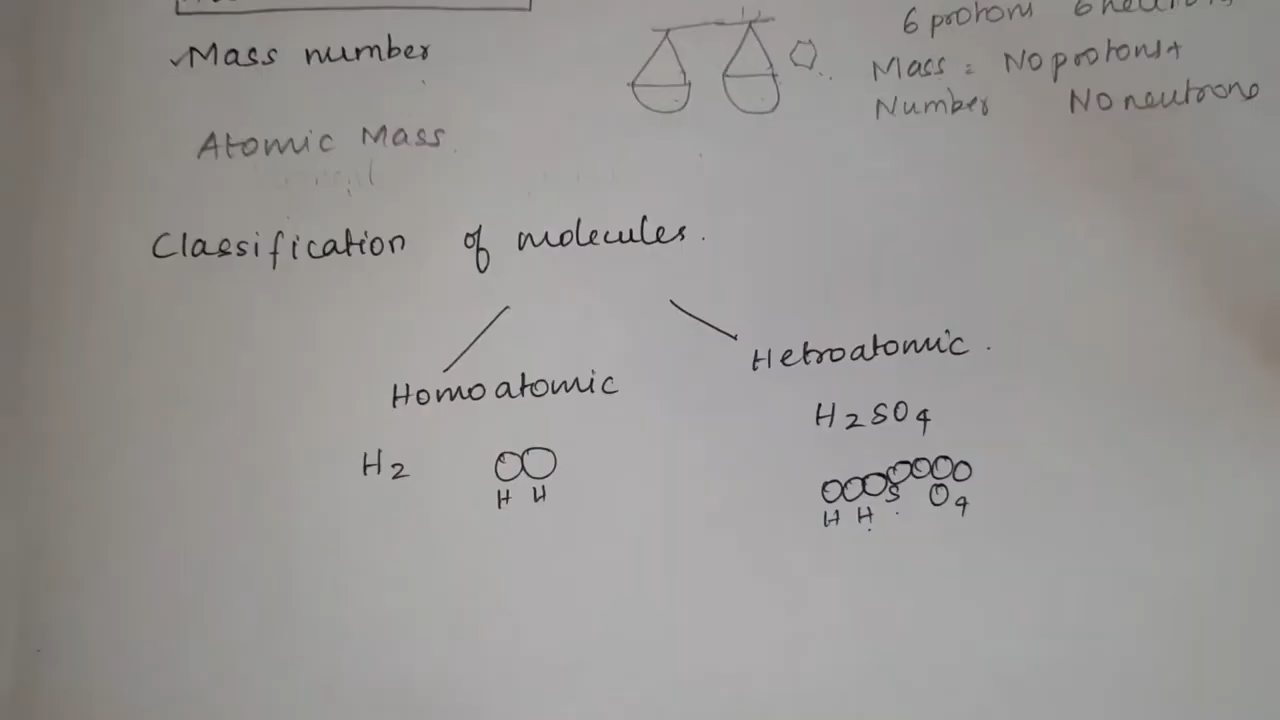 6 protons
Mass number
Mass = No protons+
Number No neutrons
Atomic Mass
Classification of molecules.
Homoatomic
Hetroatomic.
H2
H H
H2SO4
H H S O4